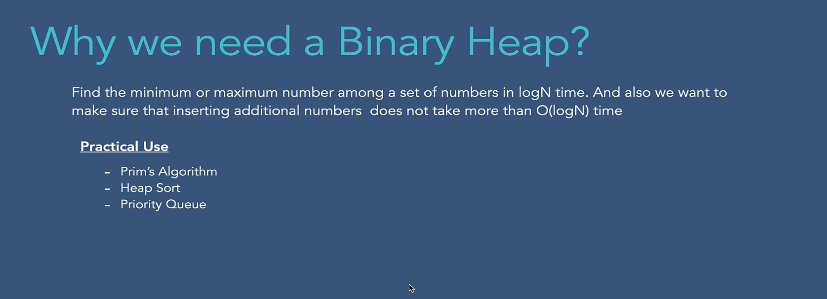 Why we need a Binary Heap?
Find the minimum or maximum number among a set of numbers in logN time. And also we want to
make sure that inserting additional numbers  does not take more than O(logN) time
Practical Use
- Prim's Algorithm
- Heap Sort
- Priority Queue